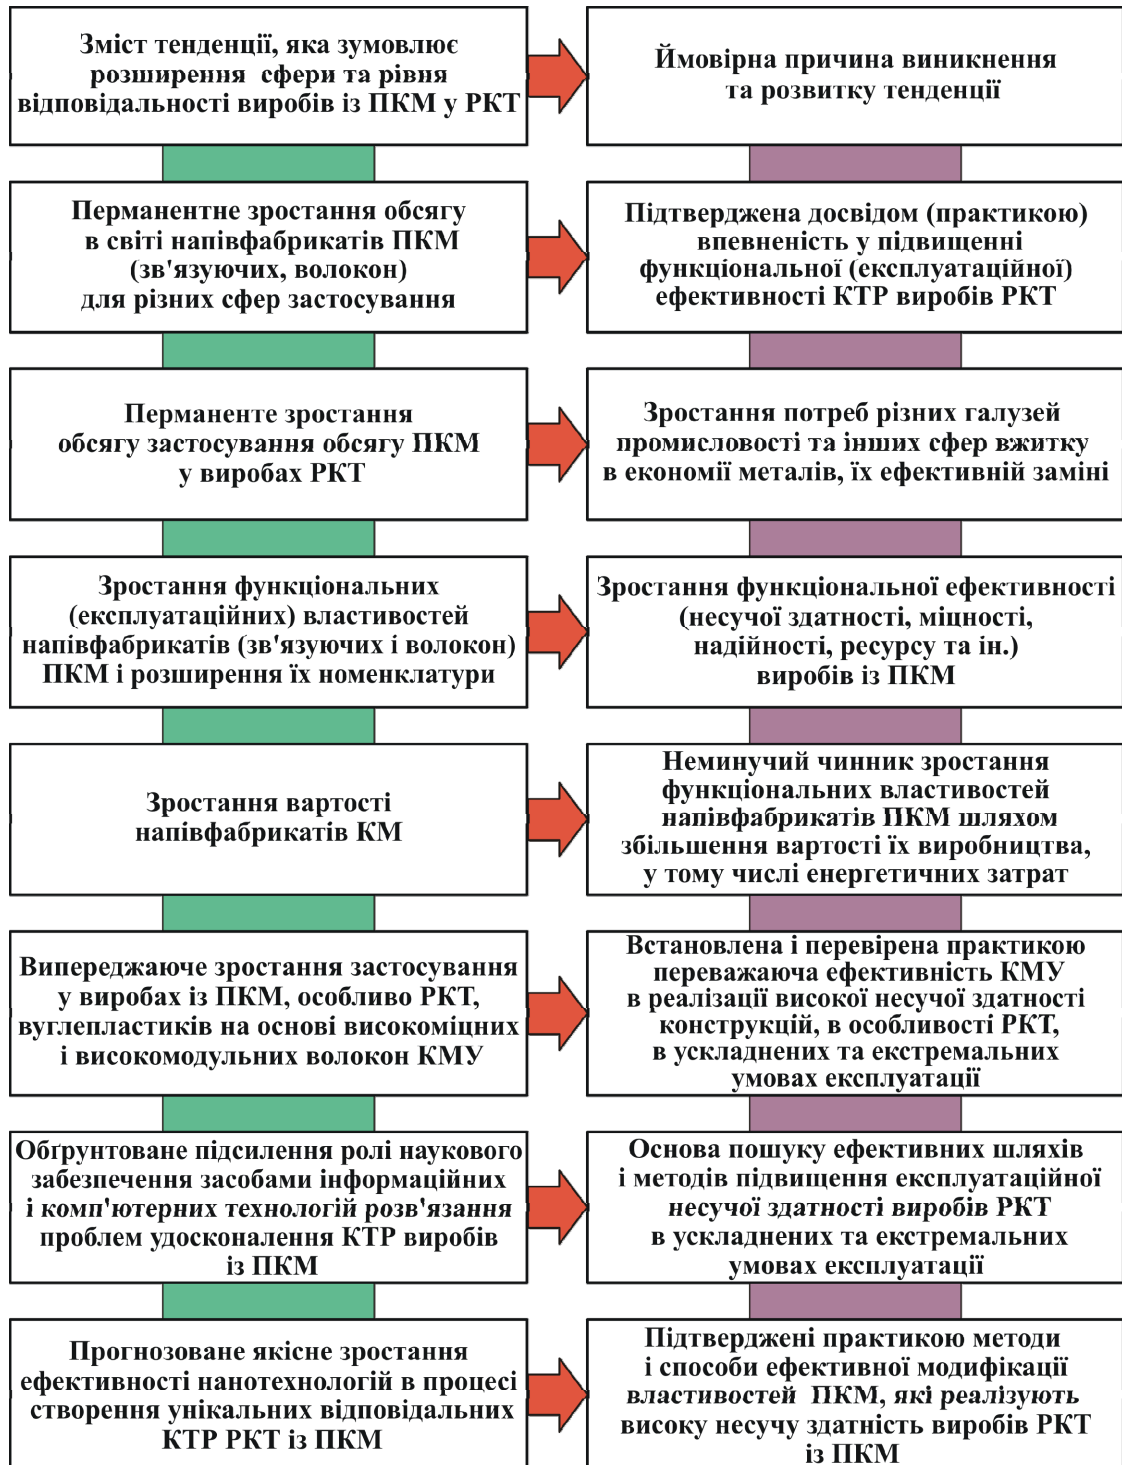 Зміст тенденції, яка зумовлює
розширення сфери та рівня
відповідальності виробів із ПКМ у РКТ
Ймовірна причина виникнення
та розвитку тенденції
Перманентне зростання обсягу
в світі напівфабрикатів ПКМ
(зв'язуючих, волокон)
для різних сфер застосування
Підтверджена досвідом (практикою)
впевненість у підвищенні
функціональної (експлуатаційної)
ефективності КТР виробів РКТ
Перманенте зростання
обсягу застосування обсягу ПКМ
у виробах РКТ
Зростання потреб різних галузей
промисловості та інших сфер вжитку
в економії металів, їх ефективній заміні
Зростання функціональних
(експлуатаційних) властивостей
напівфабрикатів (зв'язуючих і волокон)
ПКМ і розширення їх номенклатури
Зростання функціональної ефективності
(несучої здатності, міцності,
надійності, ресурсу та ін.)
виробів із ПКМ
Зростання вартості
напівфабрикатів КМ
Неминучий чинник зростання
функціональних властивостей
напівфабрикатів ПКМ шляхом
збільшення вартості їх виробництва,
у тому числі енергетичних затрат
Випереджаюче зростання застосування
у виробах із ПКМ, особливо РКТ,
вуглепластиків на основі високоміцних
і високомодульних волокон КМУ
Встановлена і перевірена практикою
переважаюча ефективність КМУ
в реалізації високої несучої здатності
конструкцій, в особливості РКТ,
в ускладнених та екстремальних
умовах експлуатації
Обґрунтоване підсилення ролі наукового
забезпечення засобами інформаційних
і комп'ютерних технологій розв'язання
проблем удосконалення КТР виробів
із ПКМ
Основа пошуку ефективних шляхів
і методів підвищення експлуатаційної
несучої здатності виробів РКТ
в ускладнених та екстремальних
умовах експлуатації
Прогнозоване якісне зростання
ефективності нанотехнологій в процесі
створення унікальних відповідальних
КТР РКТ із ПКМ
Підтверджені практикою методи
і способи ефективної модифікації
властивостей ПКМ, які реалізують
високу несучу здатність виробів РКТ
із ПКМ